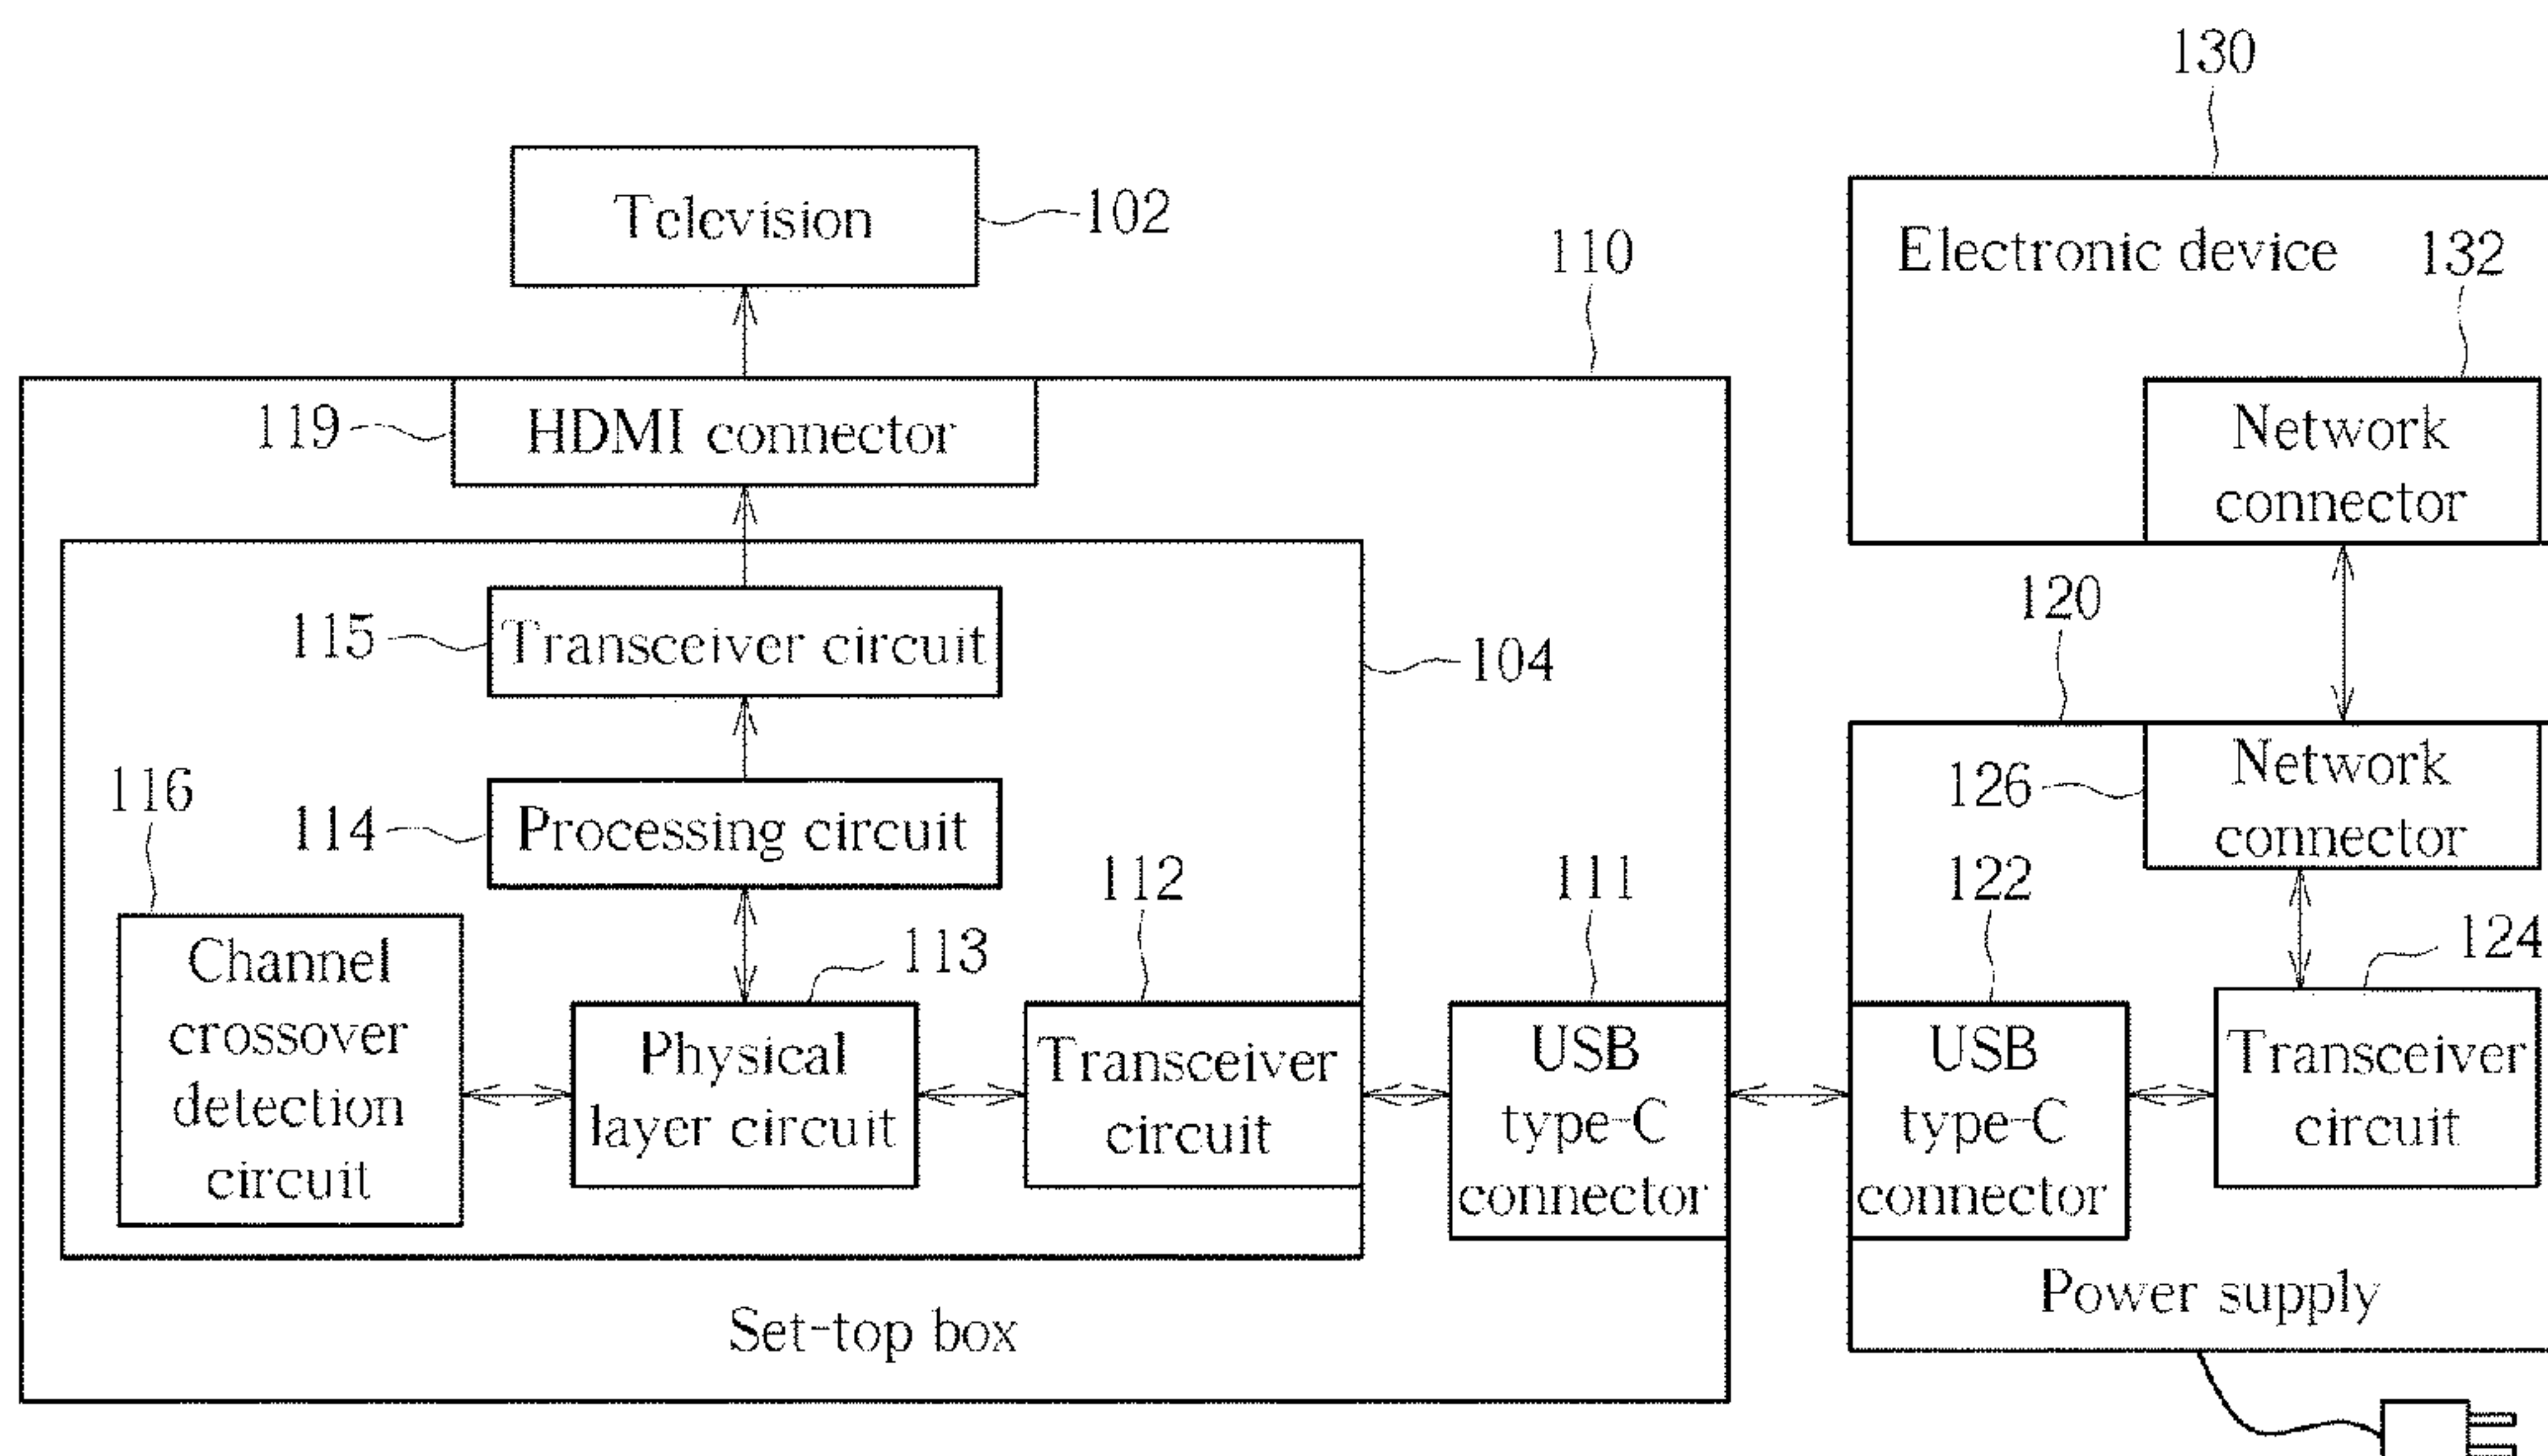 130
Television
102
110
Electronic device
132
119
HDMI connector
Network
connector
115
Transceiver circuit
104
120
116
114
Processing circuit
126
Network
connector
112
111
122
113
124
Channel
crossover
detection
circuit
Physical
layer circuit
Transceiver
circuit
USB
type-C
connector
USB
type-C
connector
Transceiver
circuit
Power supply
Set-top box